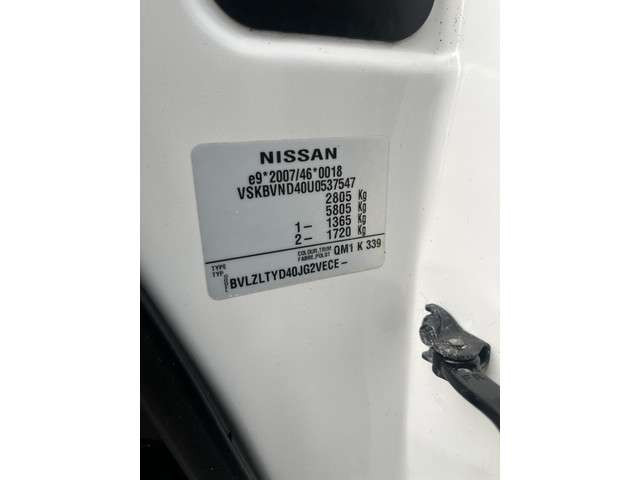 NISSAN
e9*2007/46*0018
VSKBVND40U0537547
2805 Kg
5805 Kg
1- 1365 Kg
2- 1720 Kg
COLOUR,TRIM
FARBE,POLST QM1 K 339
TYPE
TYP
BVLZLTYD40JG2VECE-